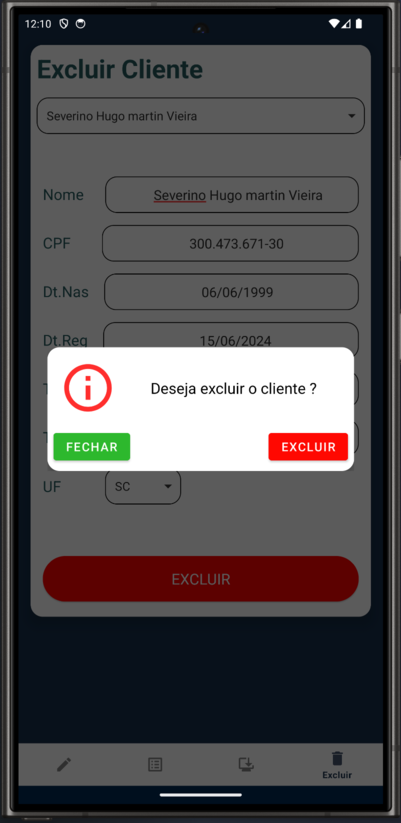 12:10
Excluir Cliente
Severino Hugo martin Vieira
Nome Severino Hugo martin Vieira
CPF 300.473.671-30
Dt.Nas 06/06/1999
Dt.Reg 15/06/2024
Deseja excluir o cliente ?
FECHAR EXCLUIR
UF SC
EXCLUIR
Excluir